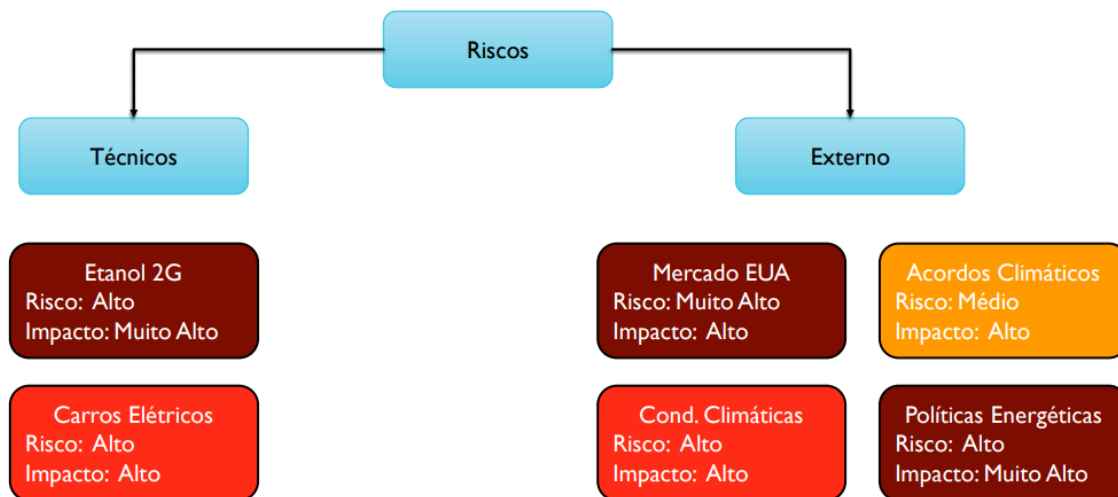 Riscos
Técnicos
Externo
Etanol 2G
Risco: Alto
Impacto: Muito Alto
Mercado EUA
Risco: Muito Alto
Impacto: Alto
Acordos Climáticos
Risco: Médio
Impacto: Alto
Carros Elétricos
Risco: Alto
Impacto: Alto
Cond. Climáticas
Risco: Alto
Impacto: Alto
Políticas Energéticas
Risco: Alto
Impacto: Muito Alto